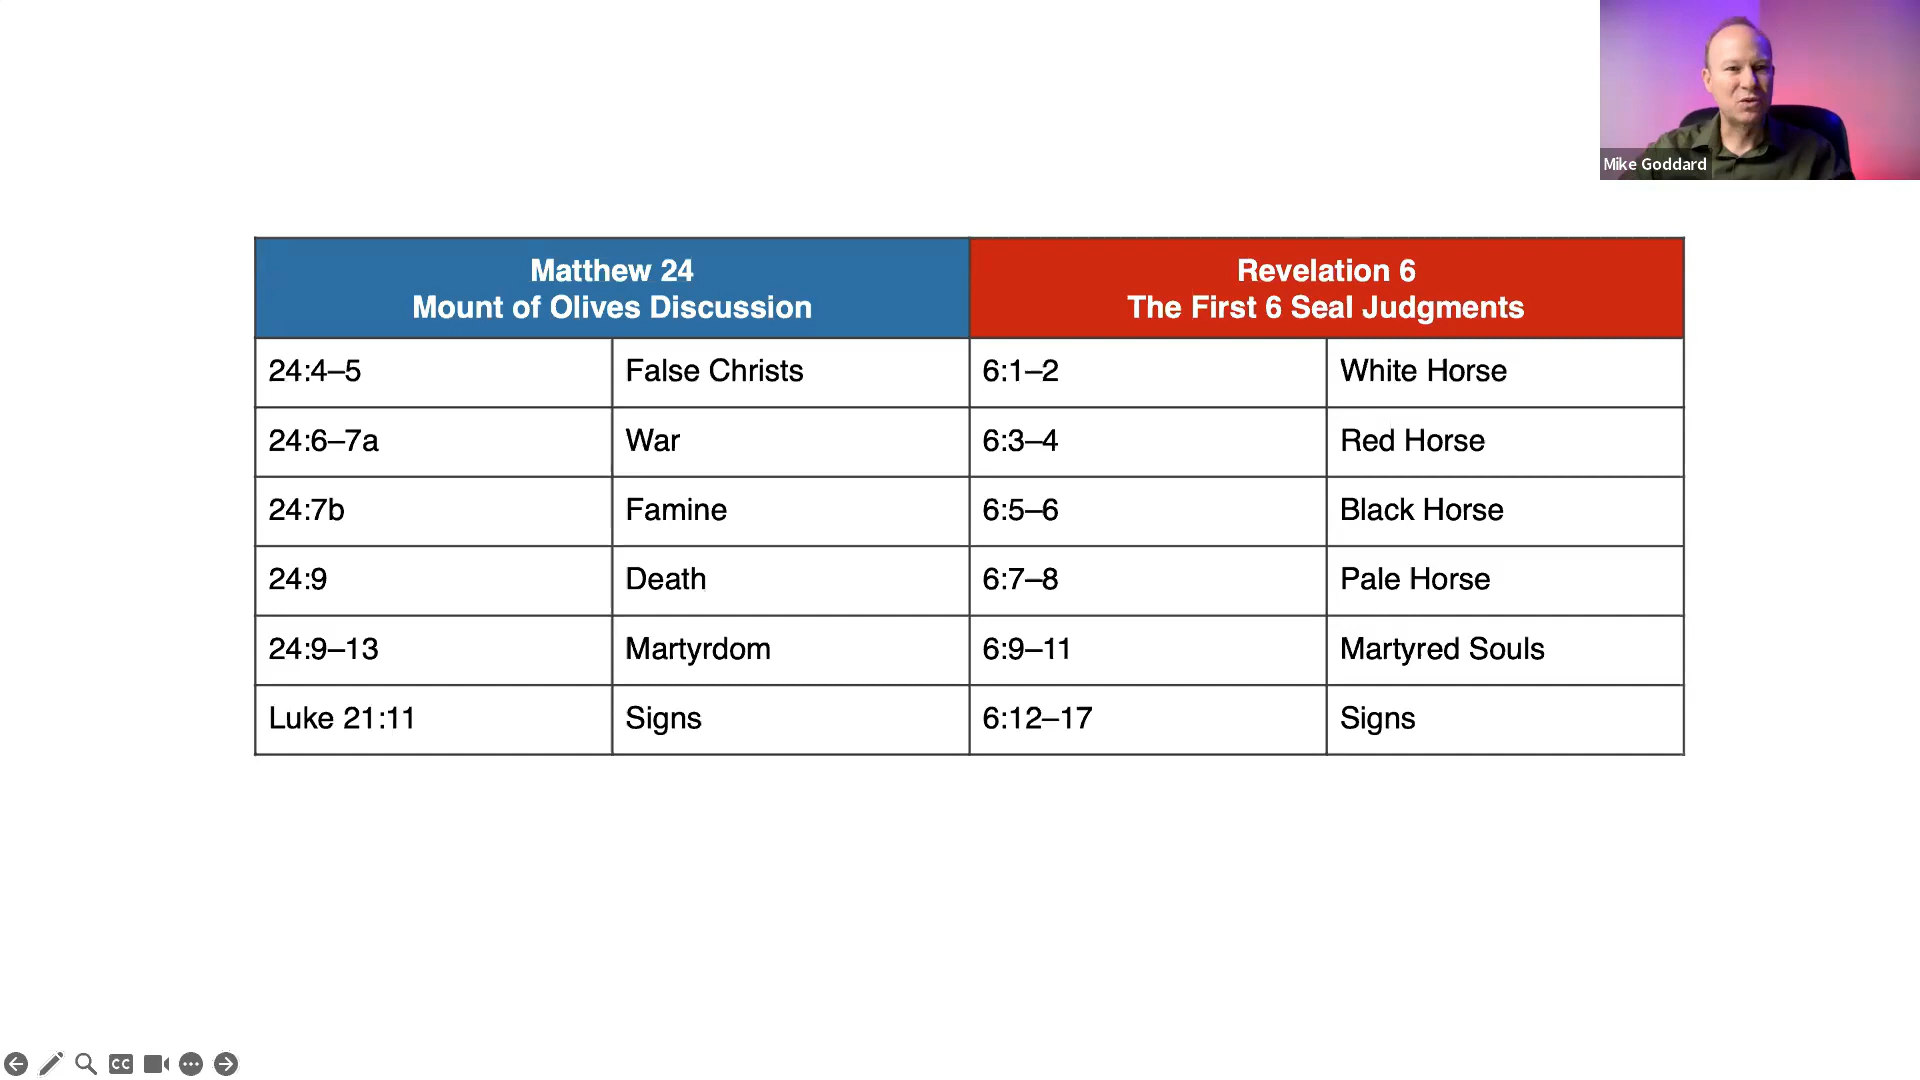 Mike Goddard
Matthew 24
Mount of Olives Discussion
Revelation 6
The First 6 Seal Judgments
24:4–5 False Christs 6:1–2 White Horse
24:6–7a War 6:3–4 Red Horse
24:7b Famine 6:5–6 Black Horse
24:9 Death 6:7–8 Pale Horse
24:9–13 Martyrdom 6:9–11 Martyred Souls
Luke 21:11 Signs 6:12–17 Signs
CC